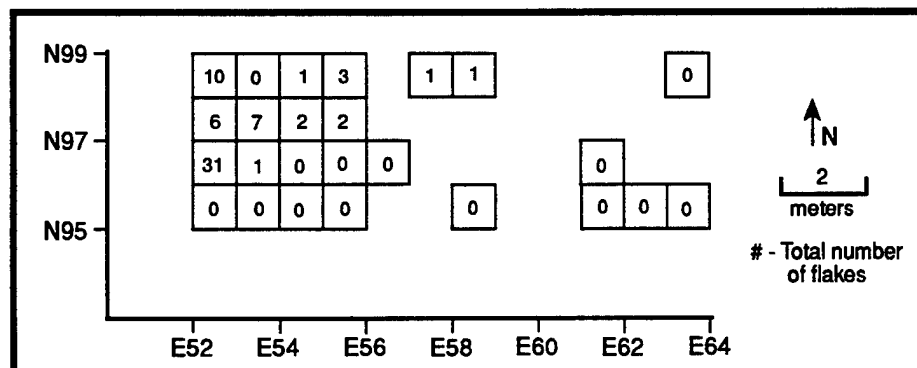 N99
10 0 1 3 1 1 0
6 7 2 2
N
N97
31 1 0 0 0 0
2
meters
0 0 0 0 0 0 0 0
N95
# - Total number
of flakes
E52 E54 E56 E58 E60 E62 E64